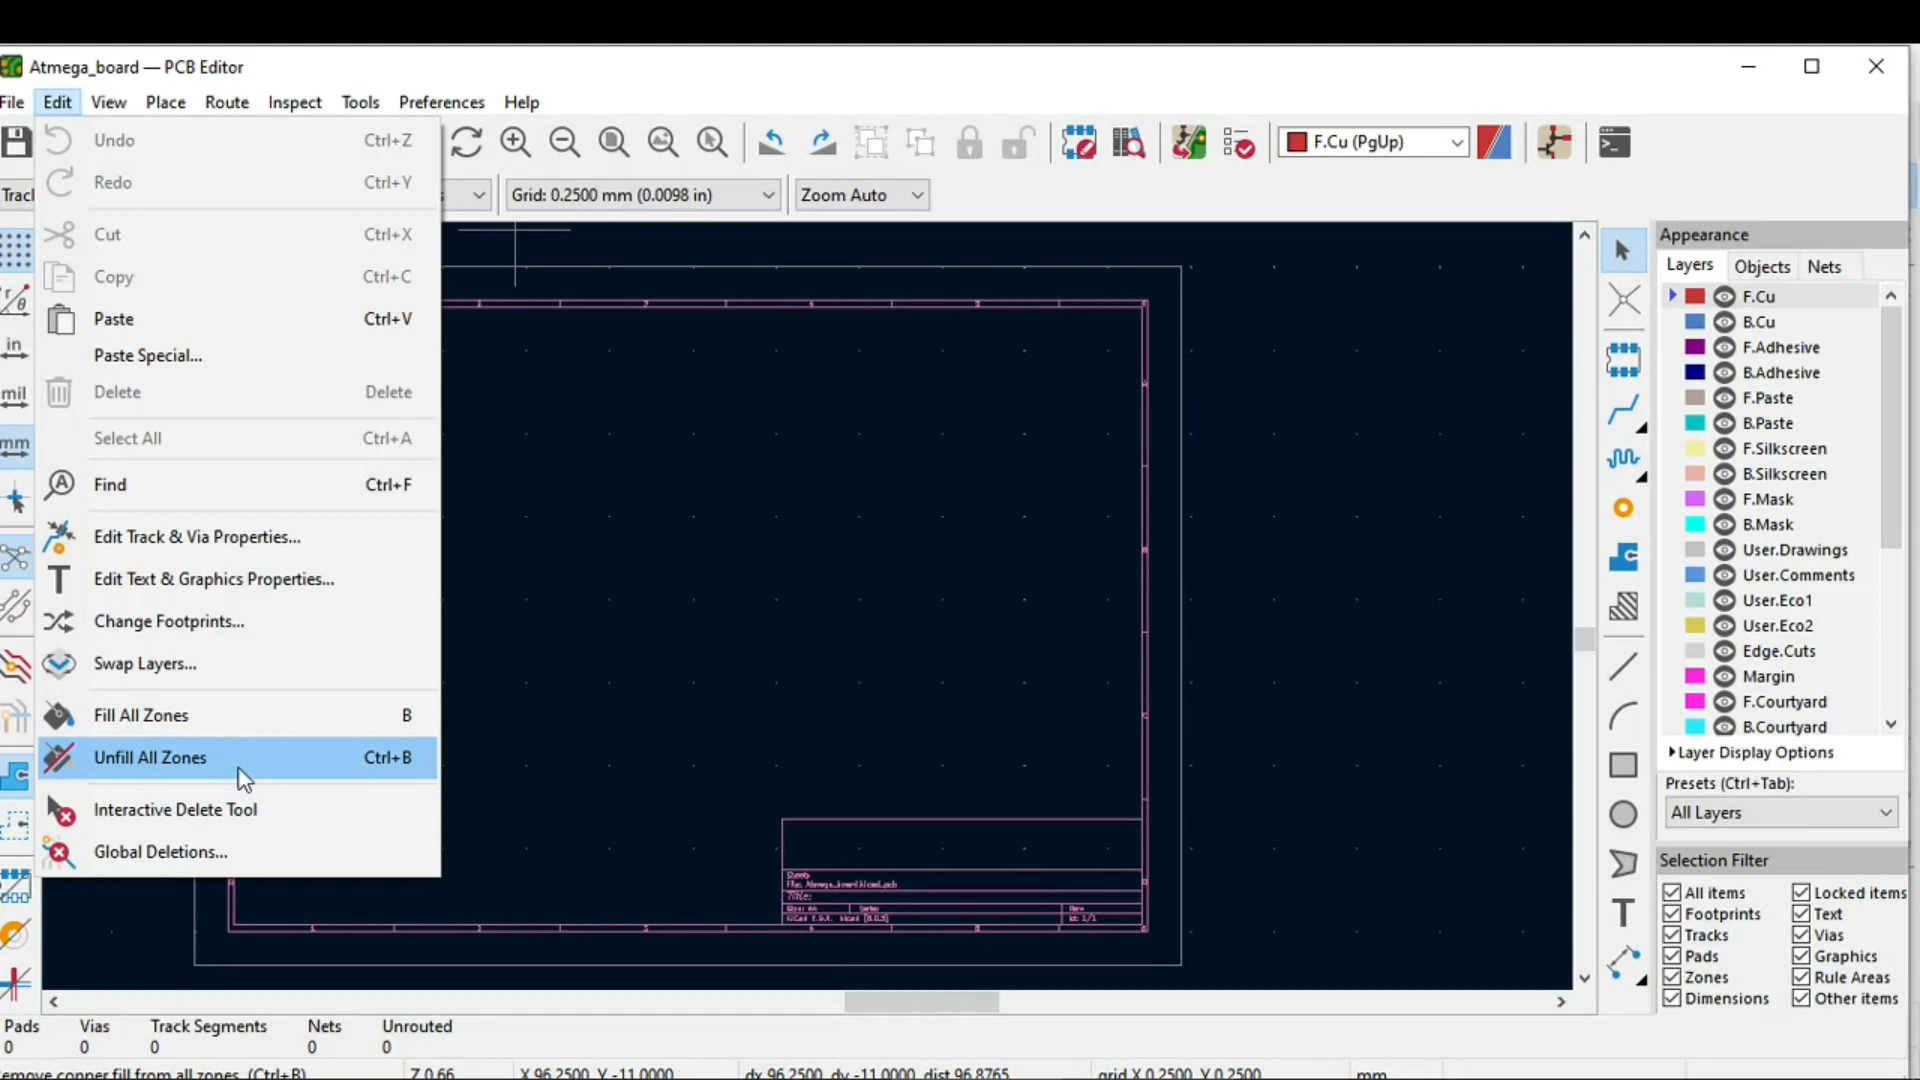 Atmega_board — PCB Editor
File Edit View Place Route Inspect Tools Preferences Help
Undo Ctrl+Z
Redo Ctrl+Y
Cut Ctrl+X
Copy Ctrl+C
Paste Ctrl+V
Paste Special...
Delete Delete
Select All Ctrl+A
Find Ctrl+F
Edit Track & Via Properties...
Edit Text & Graphics Properties...
Change Footprints...
Swap Layers...
Fill All Zones B
Unfill All Zones Ctrl+B
Interactive Delete Tool
Global Deletions...
F.Cu (PgUp)
Track
Grid: 0.2500 mm (0.0098 in)
Zoom Auto
in
mil
mm
Appearance
Layers Objects Nets
F.Cu
B.Cu
F.Adhesive
B.Adhesive
F.Paste
B.Paste
F.Silkscreen
B.Silkscreen
F.Mask
B.Mask
User.Drawings
User.Comments
User.Eco1
User.Eco2
Edge.Cuts
Margin
F.Courtyard
B.Courtyard
Layer Display Options
Presets (Ctrl+Tab):
All Layers
Selection Filter
All items Locked items
Footprints Text
Tracks Vias
Pads Graphics
Zones Rule Areas
Dimensions Other items
Pads Vias Track Segments Nets Unrouted
0 0 0 0 0
emove copper fill from all zones (Ctrl+B) Z 0.66 X 96.2500 Y -11.0000 dx 96.2500 dy -11.0000 dist 96.8765 grid X 0.2500 Y 0.2500 mm